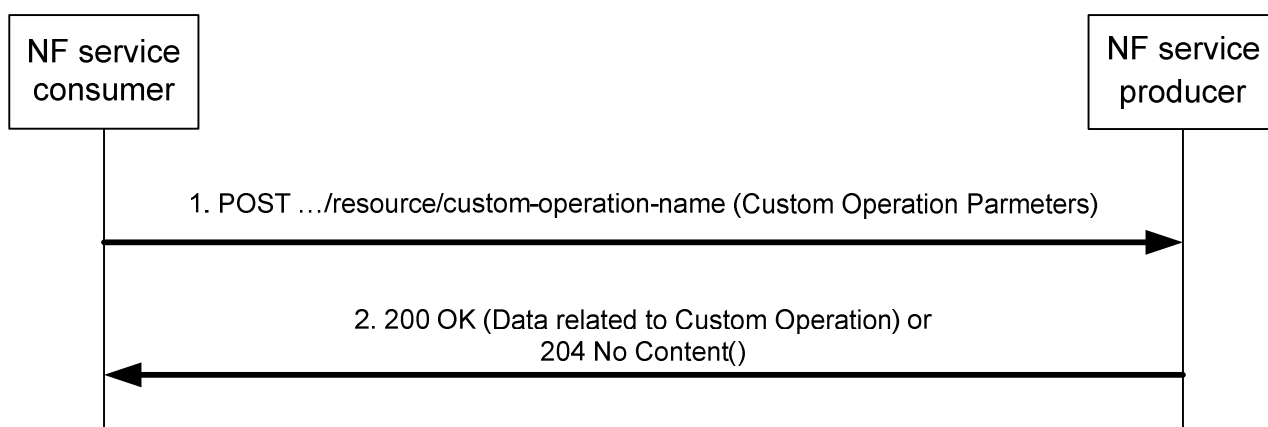 NF service
consumer
NF service
producer
1. POST …/resource/custom-operation-name (Custom Operation Parmeters)
2. 200 OK (Data related to Custom Operation) or
204 No Content()